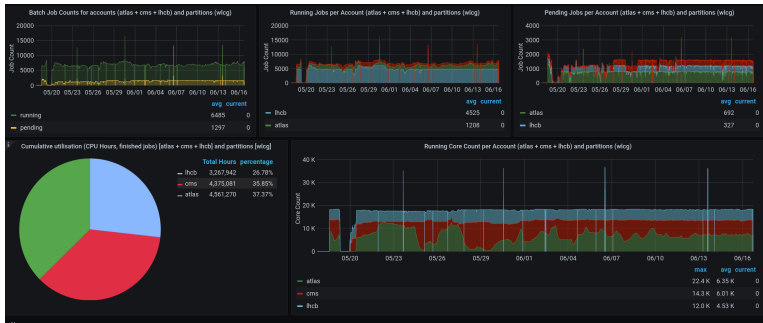 Batch Job Counts for accounts (atlas + cms + lhcb) and partitions (wlcg)
20000
15000
10000
5000
0
Job Count
05/20 05/23 05/26 05/29 06/01 06/04 06/07 06/10 06/13 06/16
avg current
running 6485 0
pending 1297 0
Running Jobs per Account (atlas + cms + lhcb) and partitions (wlcg)
20000
15000
10000
5000
0
Job Count
05/20 05/23 05/26 05/29 06/01 06/04 06/07 06/10 06/13 06/16
avg current
lhcb 4525 0
atlas 1208 0
Pending Jobs per Account (atlas + cms + lhcb) and partitions (wlcg)
4000
3000
2000
1000
0
Job Count
05/20 05/23 05/26 05/29 06/01 06/04 06/07 06/10 06/13 06/16
avg current
atlas 692 0
lhcb 327 0
Cumulative utilisation (CPU Hours, finished jobs) [atlas + cms + lhcb] and partitions [wlcg]
Total Hours percentage
lhcb 3,267,942 26.78%
cms 4,375,081 35.85%
atlas 4,561,270 37.37%
Running Core Count per Account (atlas + cms + lhcb) and partitions (wlcg)
40 K
30 K
20 K
10 K
0
Core Count
05/20 05/23 05/26 05/29 06/01 06/04 06/07 06/10 06/13 06/16
max avg current
atlas 22.4 K 6.35 K 0
cms 14.3 K 6.01 K 0
lhcb 12.0 K 4.53 K 0